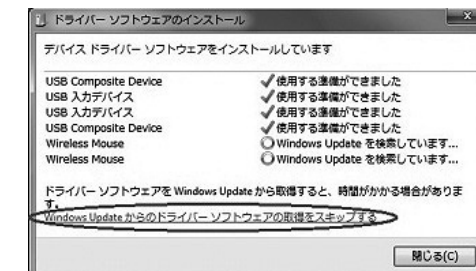 ドライバー ソフトウェアのインストール
デバイス ドライバー ソフトウェアをインストールしています
USB Composite Device 使用する準備ができました
USB 入力デバイス 使用する準備ができました
USB 入力デバイス 使用する準備ができました
USB Composite Device 使用する準備ができました
Wireless Mouse Windows Update を検索しています...
Wireless Mouse Windows Update を検索しています...
ドライバー ソフトウェアを Windows Update から取得すると、時間がかかる場合がありま
す。
Windows Update からのドライバー ソフトウェアの取得をスキップする
閉じる(C)